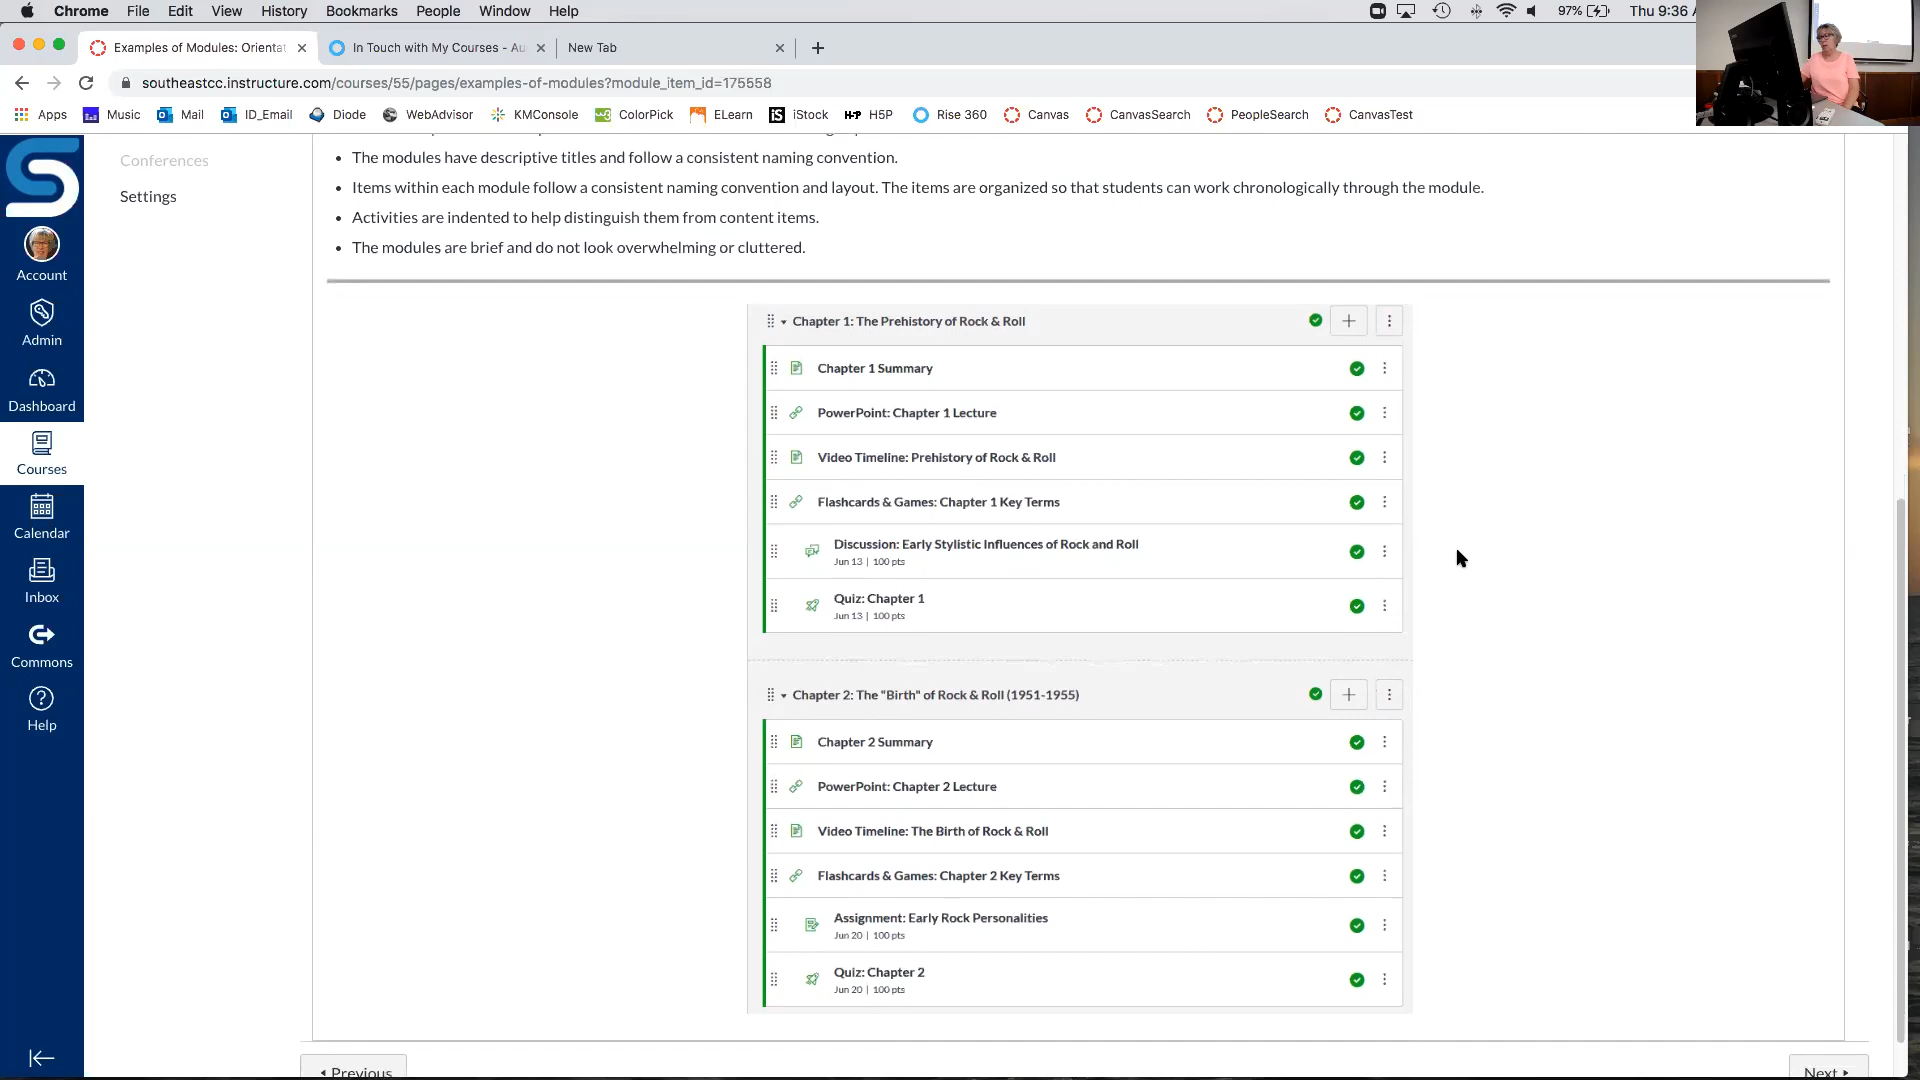 Chrome File Edit View History Bookmarks People Window Help 97% Thu 9:36
Examples of Modules: Orientat In Touch with My Courses - Au New Tab
southeastcc.instructure.com/courses/55/pages/examples-of-modules?module_item_id=175558
Apps Music Mail ID_Email Diode WebAdvisor KMConsole ColorPick ELearn iStock H5P Rise 360 Canvas CanvasSearch PeopleSearch CanvasTest
Conferences
Settings
Account
Admin
Dashboard
Courses
Calendar
Inbox
Commons
Help
• The modules have descriptive titles and follow a consistent naming convention.
• Items within each module follow a consistent naming convention and layout. The items are organized so that students can work chronologically through the module.
• Activities are indented to help distinguish them from content items.
• The modules are brief and do not look overwhelming or cluttered.
Chapter 1: The Prehistory of Rock & Roll
Chapter 1 Summary
PowerPoint: Chapter 1 Lecture
Video Timeline: Prehistory of Rock & Roll
Flashcards & Games: Chapter 1 Key Terms
Discussion: Early Stylistic Influences of Rock and Roll
Jun 13 | 100 pts
Quiz: Chapter 1
Jun 13 | 100 pts
Chapter 2: The "Birth" of Rock & Roll (1951-1955)
Chapter 2 Summary
PowerPoint: Chapter 2 Lecture
Video Timeline: The Birth of Rock & Roll
Flashcards & Games: Chapter 2 Key Terms
Assignment: Early Rock Personalities
Jun 20 | 100 pts
Quiz: Chapter 2
Jun 20 | 100 pts
Previous Next